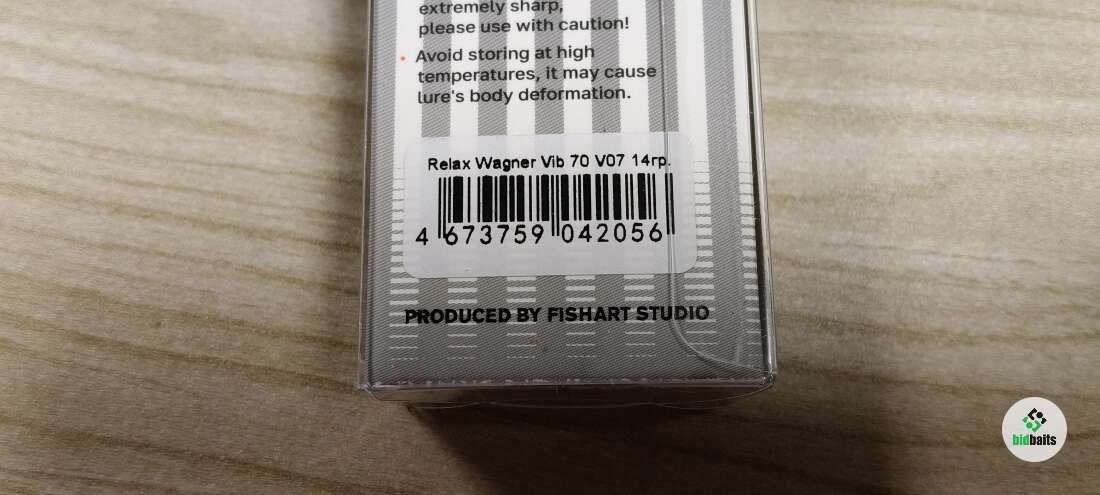 extremely sharp,
please use with caution!
• Avoid storing at high
temperatures, it may cause
lure's body deformation.
Relax Wagner Vib 70 V07 14гр.
4 673759 042056
PRODUCED BY FISHART STUDIO
bidbaits